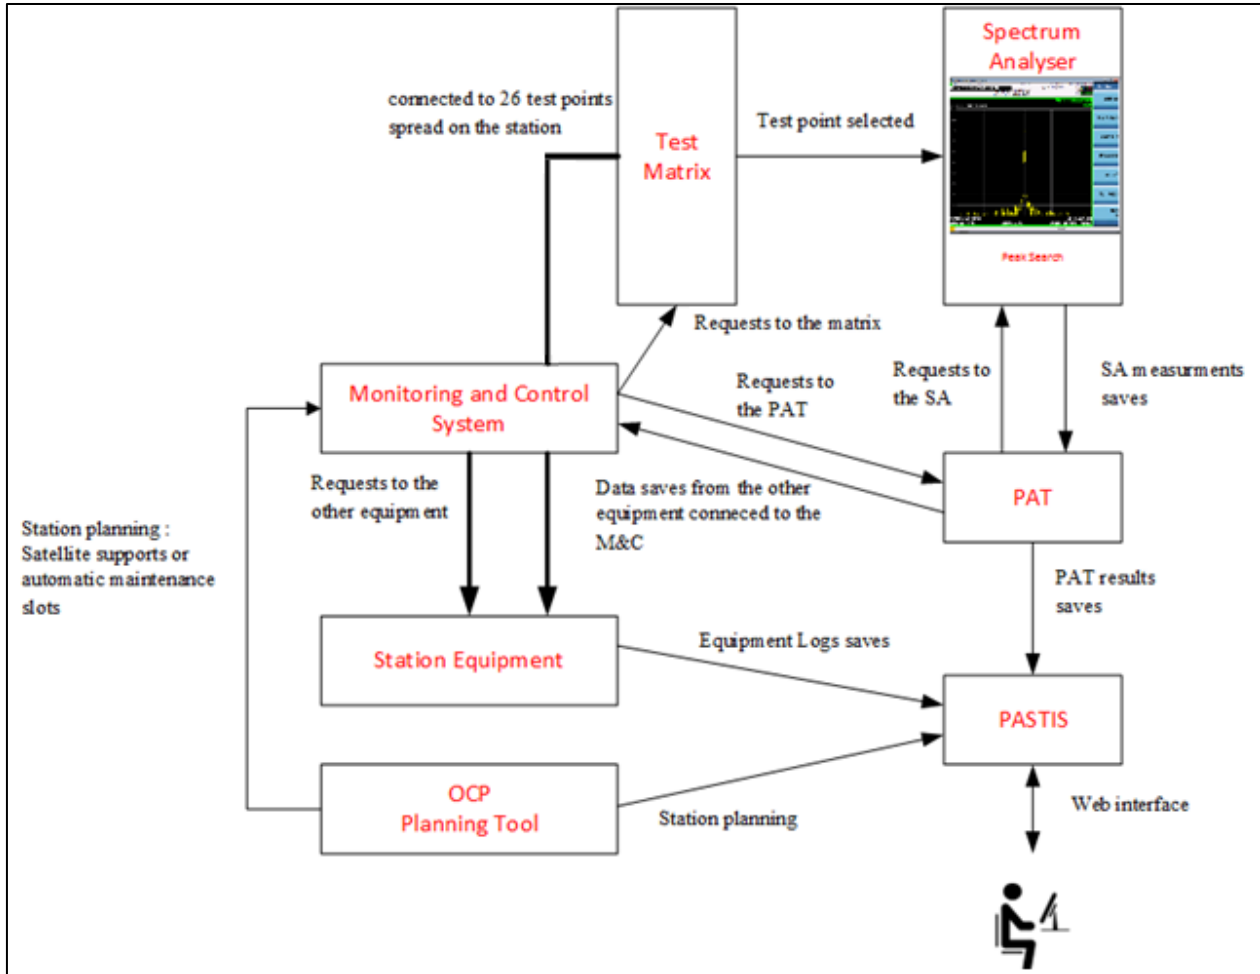 Spectrum
Analyser
connected to 26 test points
spread on the station
Test
Matrix
Test point selected
Peak Search
Requests to the matrix
Monitoring and Control
System
Requests to
the PAT
Requests to
the SA
SA measurments
saves
Requests to the
other equipment
Data saves from the other
equipment conneced to the
M&C
PAT
Station planning :
Satellite supports or
automatic maintenance
slots
PAT results
saves
Station Equipment
Equipment Logs saves
PASTIS
OCP
Planning Tool
Station planning
Web interface